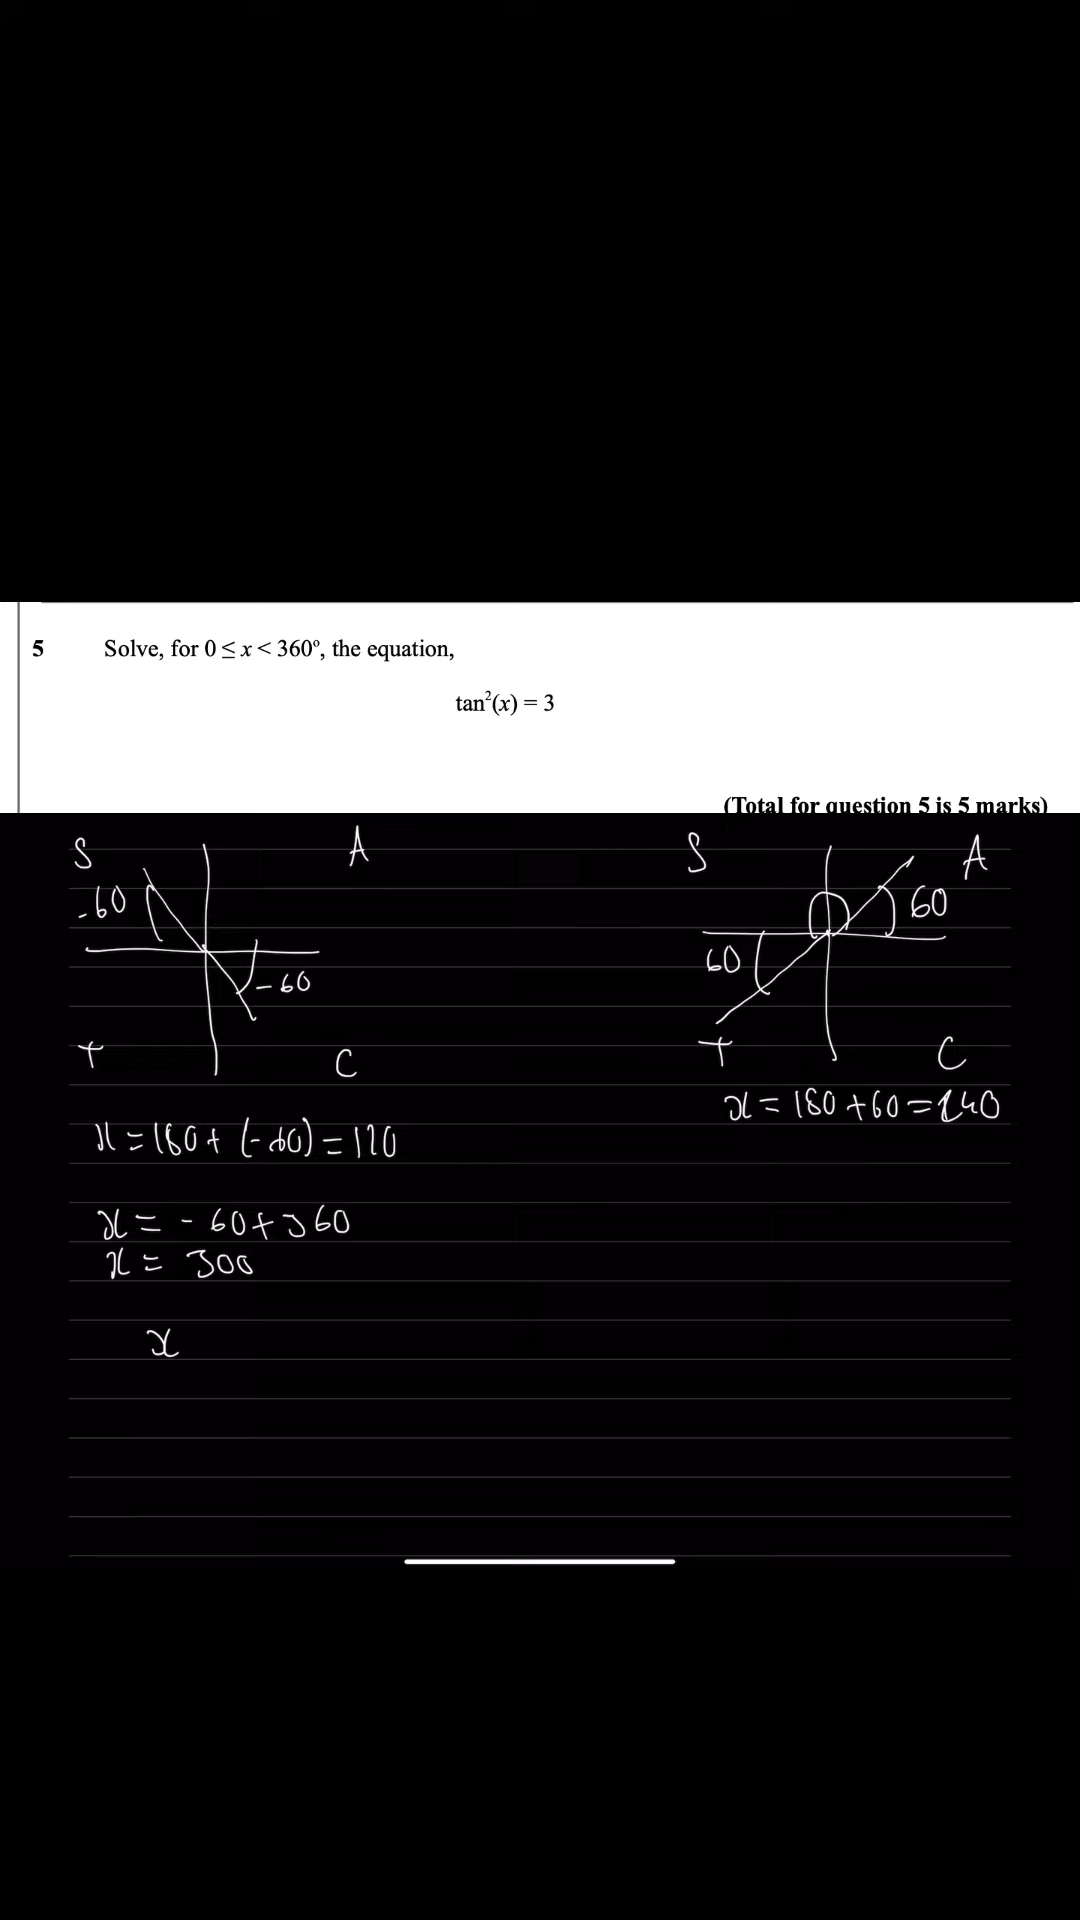 5 Solve, for 0 ≤ x < 360º, the equation,
tan²(x) = 3
(Total for question 5 is 5 marks)
S A
-60
-60
T C
x = 180 + (-60) = 120
x = -60 + 360
x = 300
x
S A
60
60
T C
x = 180 + 60 = 240